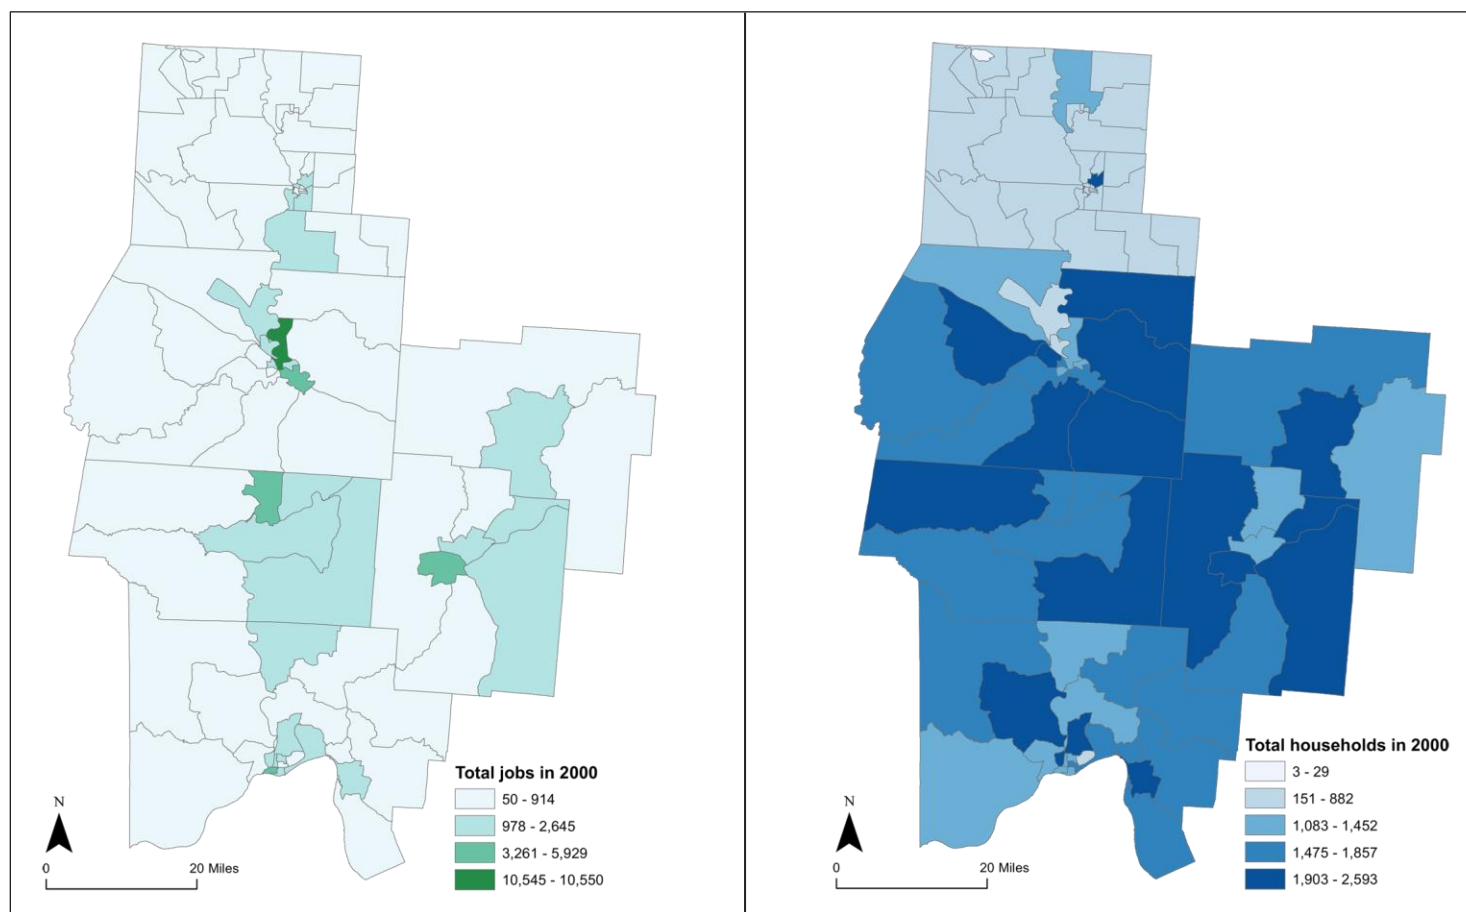 Total jobs in 2000
50 - 914
978 - 2,645
3,261 - 5,929
10,545 - 10,550
N
0 20 Miles
Total households in 2000
3 - 29
151 - 882
1,083 - 1,452
1,475 - 1,857
1,903 - 2,593
N
0 20 Miles